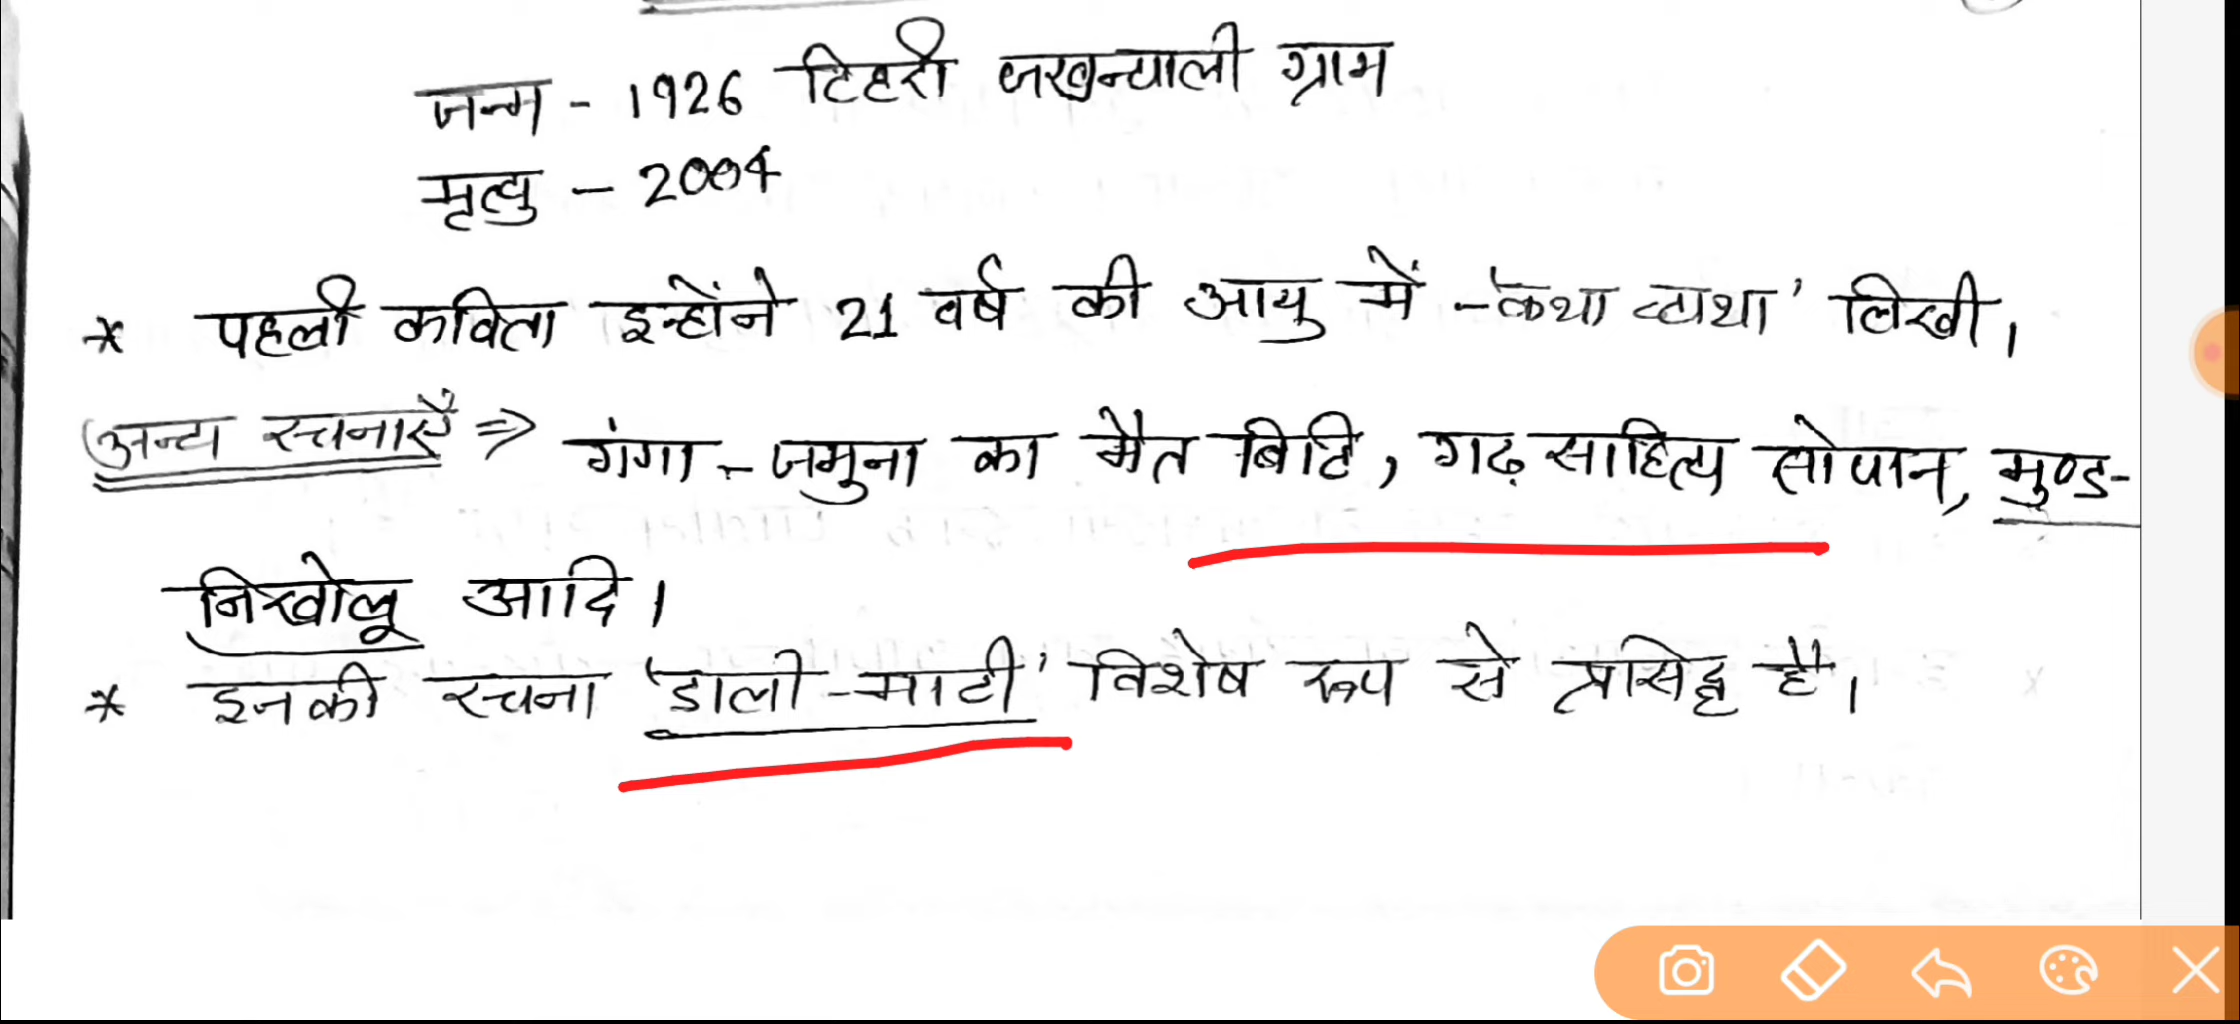 जन्म - 1926 टिहरी जखन्याली ग्राम
मृत्यु - 2004
* पहली कविता इन्होंने 21 वर्ष की आयु में - 'कथा व्यथा' लिखी।
अन्य रचनाएँ ⇒ गंगा - जमुना का मैत बिटि, गढ़ साहित्य सोपान, मुण्ड-
निखोलू आदि।
* इनकी रचना 'डाली-माटी' विशेष रूप से प्रसिद्ध है।